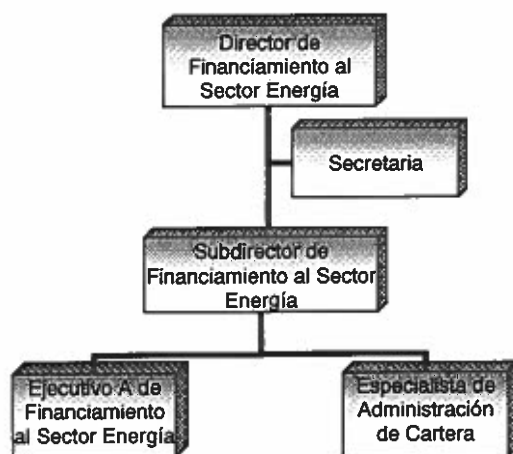 Director de
Financiamiento al
Sector Energía
Secretaria
Subdirector de
Financiamiento al Sector
Energía
Ejecutivo A de
Financiamiento
al Sector Energía
Especialista de
Administración
de Cartera